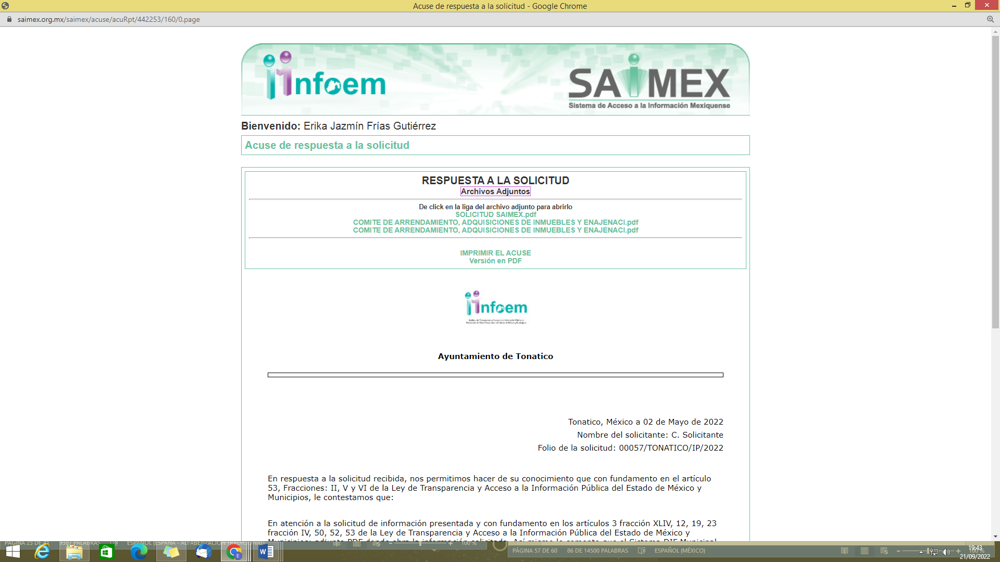 Acuse de respuesta a la solicitud - Google Chrome
saimex.org.mx/saimex/acuse/acuRpt/442253/160/0.page
infoem
SAIMEX
Sistema de Acceso a la Información Mexiquense
Bienvenido: Erika Jazmín Frías Gutiérrez
Acuse de respuesta a la solicitud
RESPUESTA A LA SOLICITUD
Archivos Adjuntos
De click en la liga del archivo adjunto para abrirlo
SOLICITUD SAIMEX.pdf
COMITE DE ARRENDAMIENTO, ADQUISICIONES DE INMUEBLES Y ENAJENACI.pdf
COMITE DE ARRENDAMIENTO, ADQUISICIONES DE INMUEBLES Y ENAJENACI.pdf
IMPRIMIR EL ACUSE
Versión en PDF
infoem
Ayuntamiento de Tonatico
Tonatico, México a 02 de Mayo de 2022
Nombre del solicitante: C. Solicitante
Folio de la solicitud: 00057/TONATICO/IP/2022
En respuesta a la solicitud recibida, nos permitimos hacer de su conocimiento que con fundamento en el artículo
53, Fracciones: II, V y VI de la Ley de Transparencia y Acceso a la Información Pública del Estado de México y
Municipios, le contestamos que:
En atención a la solicitud de información presentada y con fundamento en los artículos 3 fracción XLIV, 12, 19, 23
fracción IV, 50, 52, 53 de la Ley de Transparencia y Acceso a la Información Pública del Estado de México y
PÁGINA 57 DE 60 86 DE 14500 PALABRAS ESPAÑOL (MÉXICO)
100 %
19:43
21/09/2022